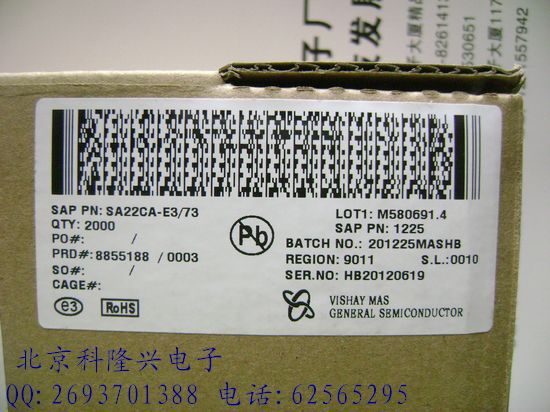 SAP PN: SA22CA-E3/73
QTY: 2000
PO#: /
PRD#: 8855188 / 0003
SO#: /
CAGE#:
e3 RoHS
Pb
LOT1: M580691.4
SAP PN: 1225
BATCH NO.: 201225MASHB
REGION: 9011 S.L.: 0010
SER.NO: HB20120619
VISHAY MAS
GENERAL SEMICONDUCTOR
北京科隆兴电子
QQ: 2693701388 电话: 62565295